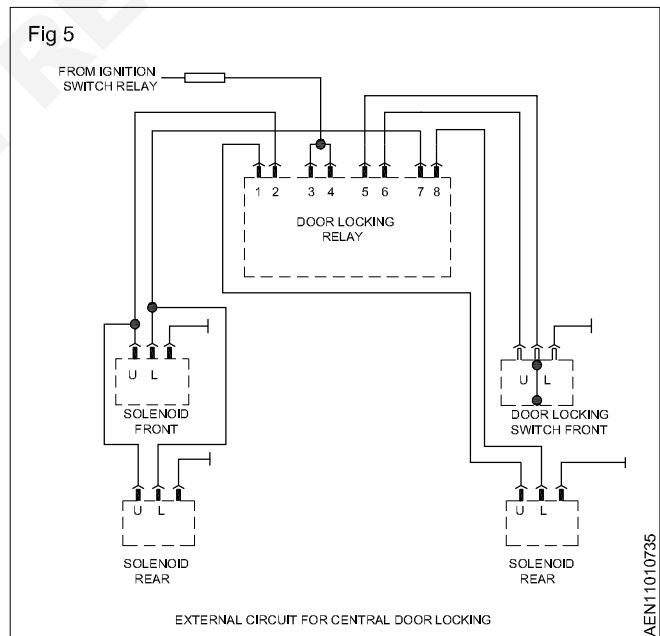 Fig 5
FROM IGNITION
SWITCH RELAY
1 2 3 4 5 6 7 8
DOOR LOCKING
RELAY
U L
SOLENOID
FRONT
U L
DOOR LOCKING
SWITCH FRONT
U L
SOLENOID
REAR
U L
SOLENOID
REAR
EXTERNAL CIRCUIT FOR CENTRAL DOOR LOCKING
AEN11010735